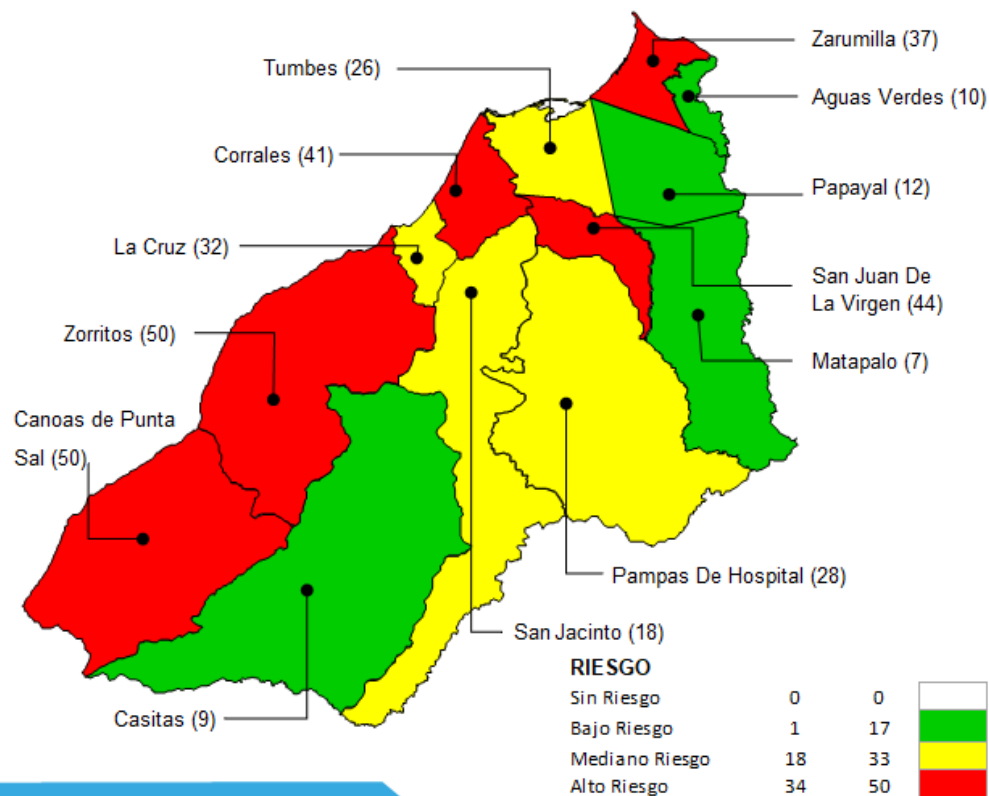 Zarumilla (37)
Tumbes (26)
Aguas Verdes (10)
Corrales (41)
Papayal (12)
La Cruz (32)
San Juan De
La Virgen (44)
Zorritos (50)
Matapalo (7)
Canoas de Punta
Sal (50)
Pampas De Hospital (28)
San Jacinto (18)
Casitas (9)
RIESGO
Sin Riesgo 0 0
Bajo Riesgo 1 17
Mediano Riesgo 18 33
Alto Riesgo 34 50